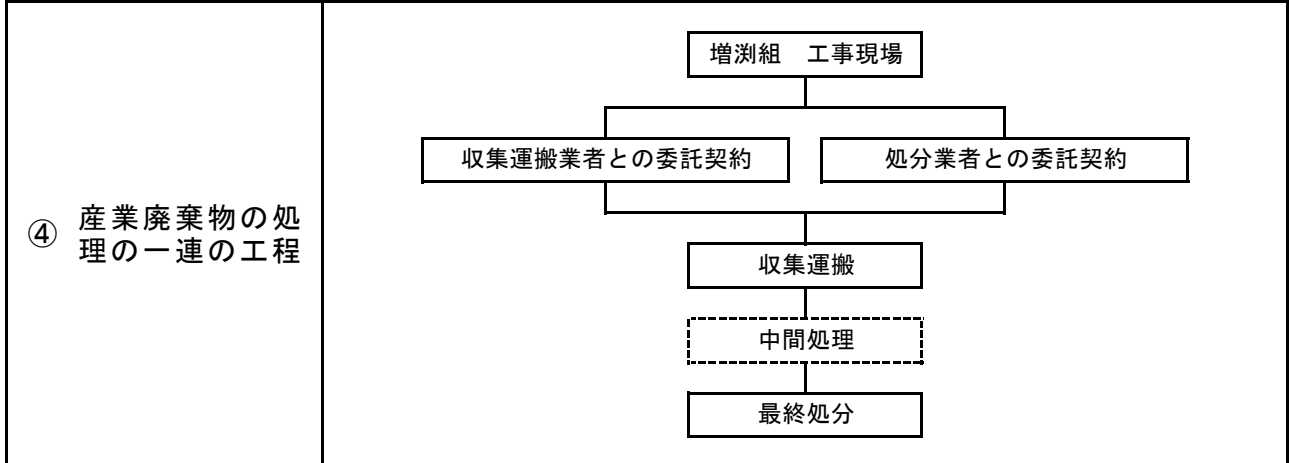 ④ 産業廃棄物の処
理の一連の工程
増渕組　工事現場
収集運搬業者との委託契約
処分業者との委託契約
収集運搬
中間処理
最終処分